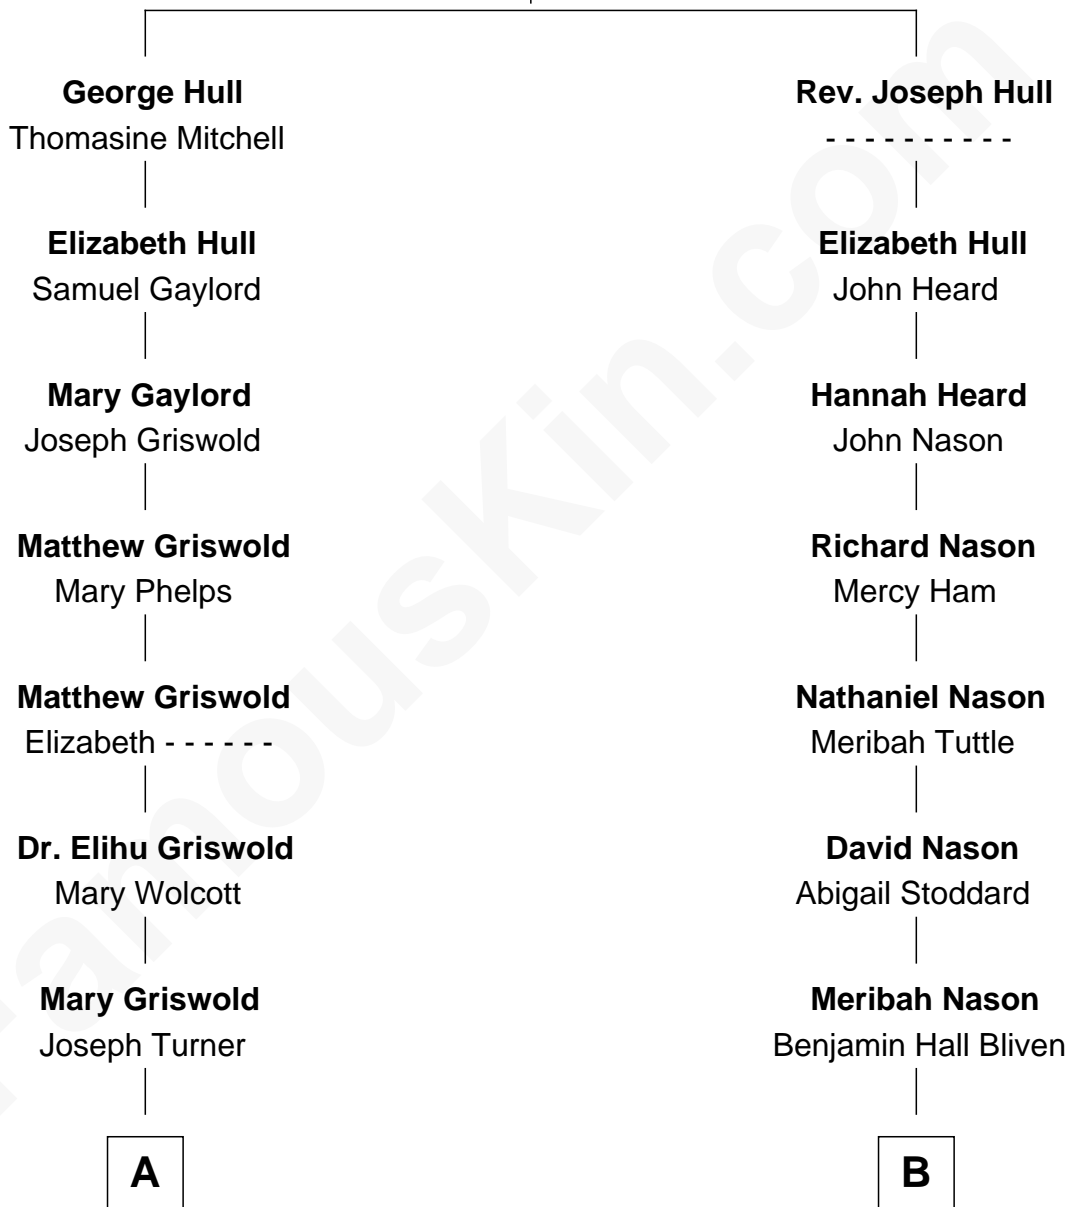 George Hull
Thomasine Mitchell
Elizabeth Hull
Samuel Gaylord
Mary Gaylord
Joseph Griswold
Matthew Griswold
Mary Phelps
Matthew Griswold
Elizabeth - - - - - -
Dr. Elihu Griswold
Mary Wolcott
Mary Griswold
Joseph Turner
A
Rev. Joseph Hull
- - - - - - - - - -
Elizabeth Hull
John Heard
Hannah Heard
John Nason
Richard Nason
Mercy Ham
Nathaniel Nason
Meribah Tuttle
David Nason
Abigail Stoddard
Meribah Nason
Benjamin Hall Bliven
B
FamousKin.com